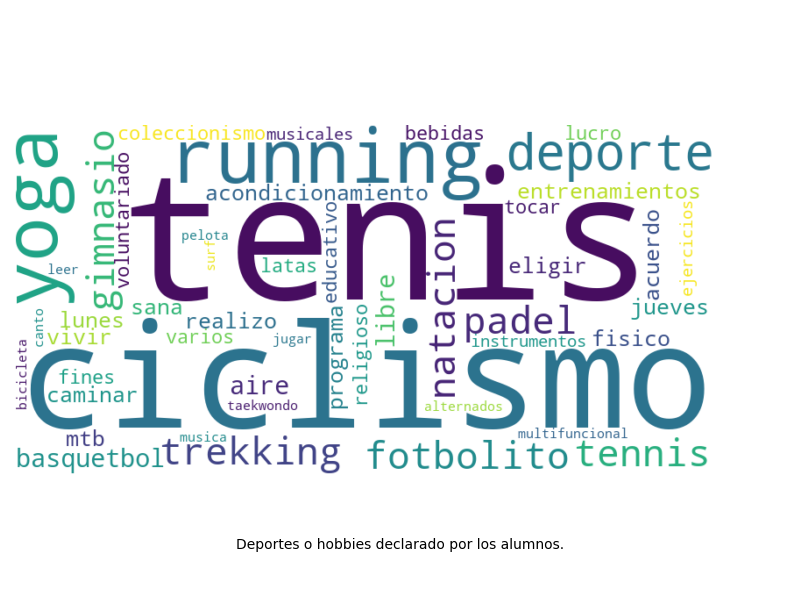 coleccionismo
musicales
bebidas
lucro
running
deporte
yoga
gimnasio
voluntariado
acondicionamiento
entrenamientos
tenis
tocar
pelota
surf
leer
latas
educativo
natacion
eligir
acuerdo
ejercicios
sana
libre
jueves
canto
lunes
realizo
padel
vivir
varios
jugar
programa
religioso
instrumentos
fisico
bicicleta
ciclismo
fines
caminar
aire
taekwondo
alternados
mtb
musica
multifuncional
basquetbol
trekking
fotbolito
tennis
Deportes o hobbies declarado por los alumnos.